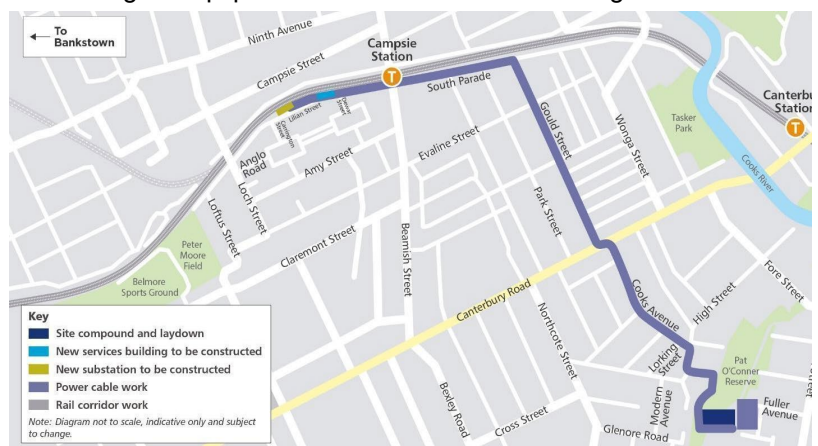 To
Bankstown
Ninth Avenue
Campsie Street
Campsie
Station
T
South Parade
Lilian Street
Carrington
Street
Anglo
Road
Amy Street
Evaline Street
Gould Street
Wonga Street
Tasker
Park
Station
T
Cooks River
Loch Street
Loftus Street
Peter
Moore
Field
Belmore
Sports Ground
Claremont Street
Beamish Street
Park Street
Canterbury Road
Cooks Avenue
High Street
Fore Street
Northcote Street
Bexley Road
Cross Street
Lorking
Street
Modern
Avenue
Glenore Road
Pat
O'Conner
Reserve
Fuller
Avenue
Key
Site compound and laydown
New services building to be constructed
New substation to be constructed
Power cable work
Rail corridor work
Note: Diagram not to scale, indicative only and subject
to change.